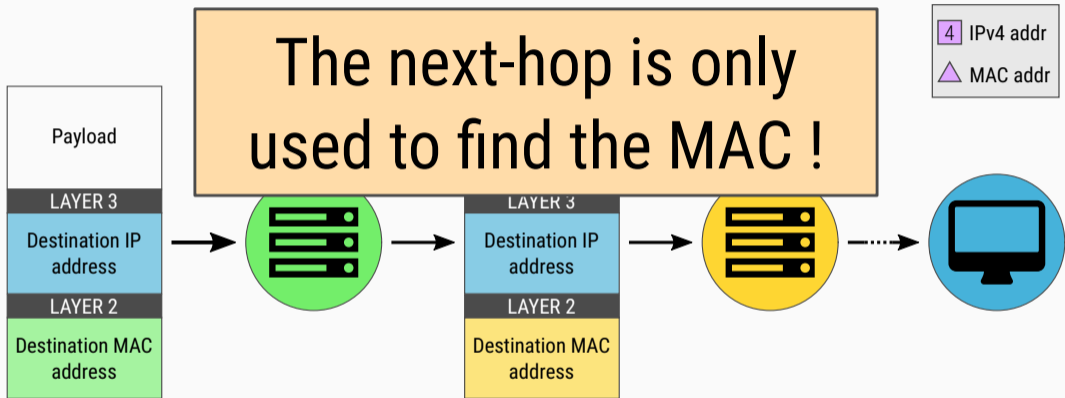 The next-hop is only
used to find the MAC !
4 IPv4 addr
MAC addr
Payload
LAYER 3
Destination IP
address
LAYER 2
Destination MAC
address
LAYER 3
Destination IP
address
LAYER 2
Destination MAC
address